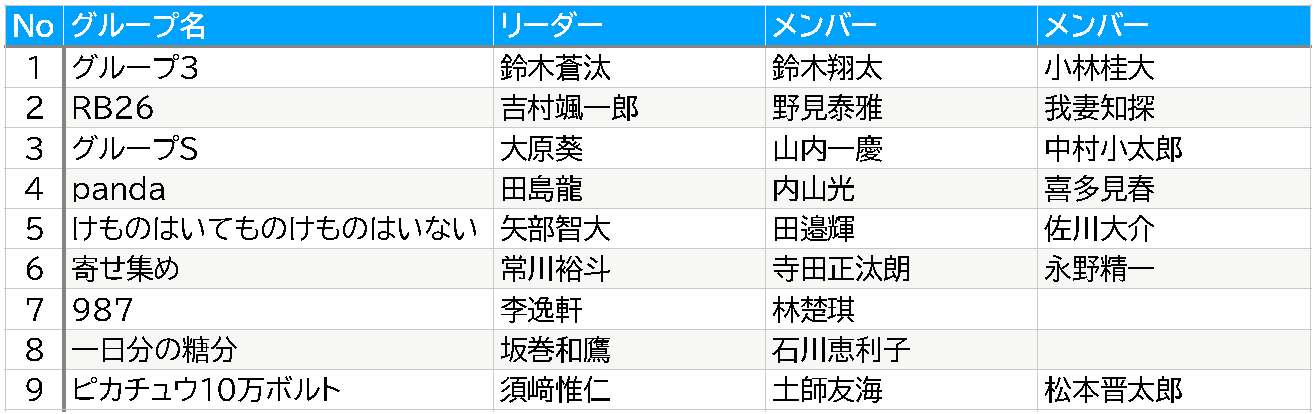 No グループ名 リーダー メンバー メンバー
1 グループ3 鈴木蒼汰 鈴木翔太 小林桂大
2 RB26 吉村颯一郎 野見泰雅 我妻知探
3 グループS 大原葵 山内一慶 中村小太郎
4 panda 田島龍 内山光 喜多見春
5 けものはいてものけものはいない 矢部智大 田邉輝 佐川大介
6 寄せ集め 常川裕斗 寺田正汰朗 永野精一
7 987 李逸軒 林楚琪
8 一日分の糖分 坂巻和鷹 石川恵利子
9 ピカチュウ10万ボルト 須﨑惟仁 土師友海 松本晋太郎